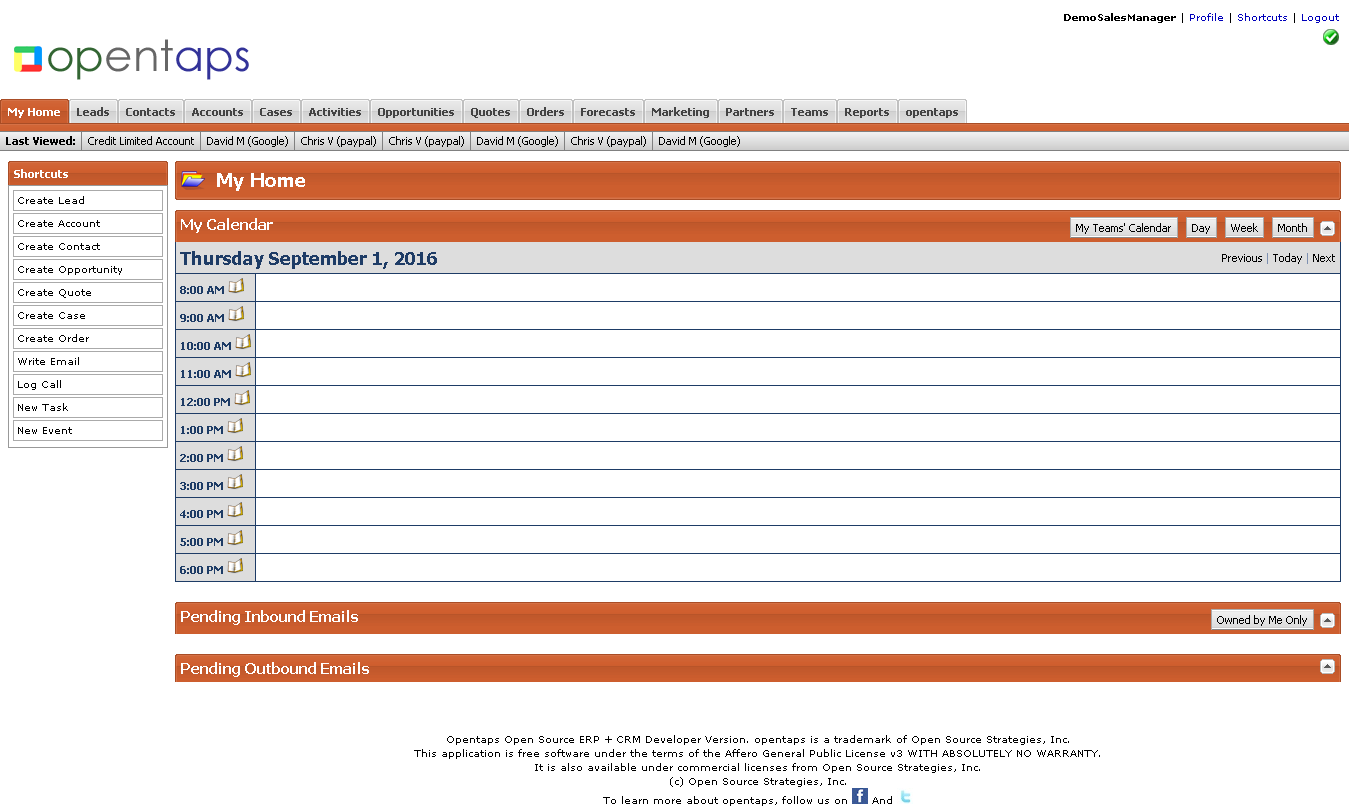 DemoSalesManager | Profile | Shortcuts | Logout
opentaps
My Home Leads Contacts Accounts Cases Activities Opportunities Quotes Orders Forecasts Marketing Partners Teams Reports opentaps
Last Viewed: Credit Limited Account David M (Google) Chris V (paypal) Chris V (paypal) David M (Google) Chris V (paypal) David M (Google)
Shortcuts
Create Lead
Create Account
Create Contact
Create Opportunity
Create Quote
Create Case
Create Order
Write Email
Log Call
New Task
New Event
My Home
My Calendar My Teams' Calendar Day Week Month
Thursday September 1, 2016 Previous | Today | Next
8:00 AM
9:00 AM
10:00 AM
11:00 AM
12:00 PM
1:00 PM
2:00 PM
3:00 PM
4:00 PM
5:00 PM
6:00 PM
Pending Inbound Emails Owned by Me Only
Pending Outbound Emails
Opentaps Open Source ERP + CRM Developer Version. opentaps is a trademark of Open Source Strategies, Inc.
This application is free software under the terms of the Affero General Public License v3 WITH ABSOLUTELY NO WARRANTY.
It is also available under commercial licenses from Open Source Strategies, Inc.
(c) Open Source Strategies, Inc.
To learn more about opentaps, follow us on f And t